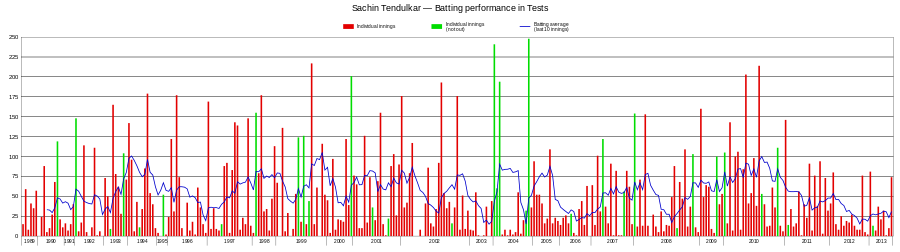 Sachin Tendulkar — Batting performance in Tests
Individual innings
Individual innings
(not out)
Batting average
(last 10 innings)
250
225
200
175
150
125
100
75
50
25
0
1989 1990 1991 1992 1993 1994 1995 1996 1997 1998 1999 2000 2001 2002 2003 2004 2005 2006 2007 2008 2009 2010 2011 2012 2013